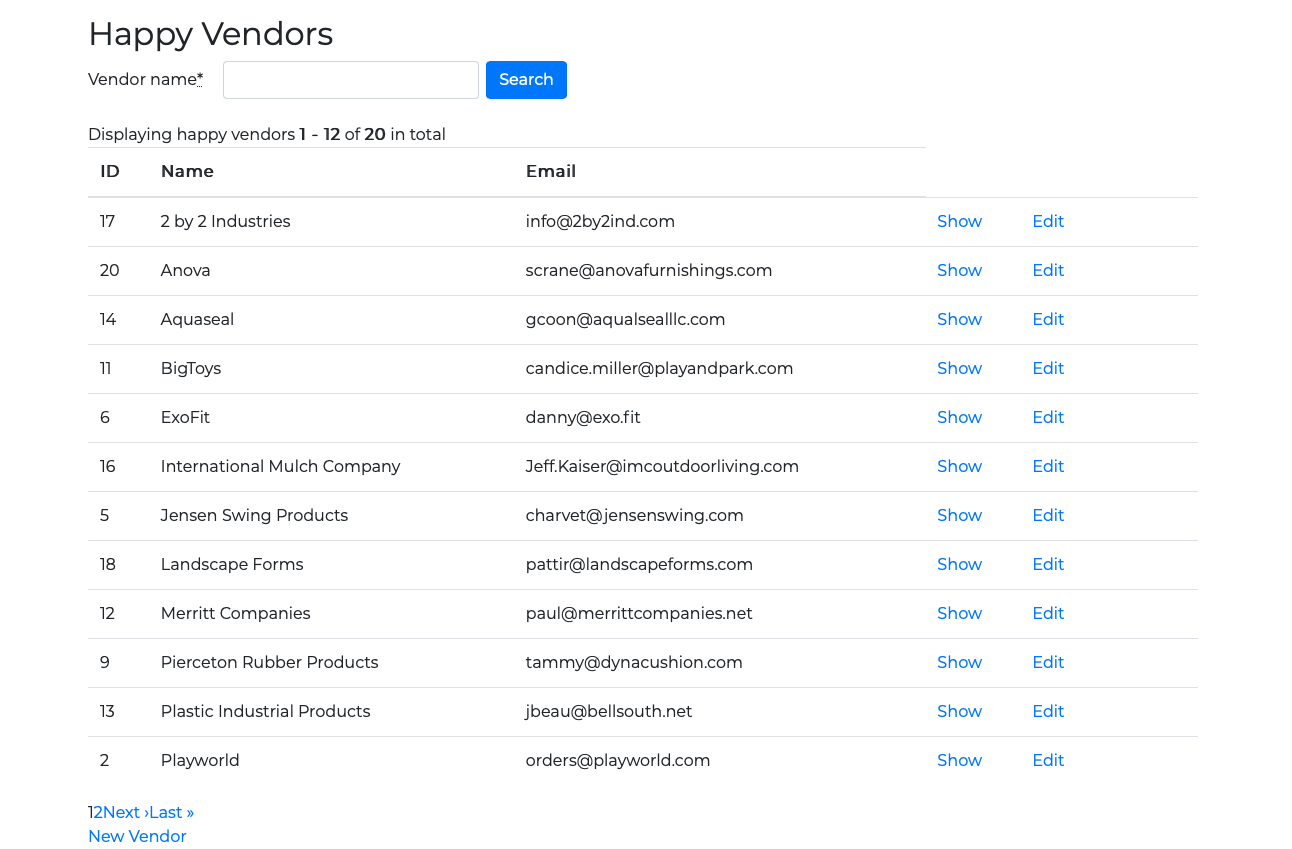 Happy Vendors
Vendor name* Search
Displaying happy vendors 1 - 12 of 20 in total
ID Name Email
17 2 by 2 Industries info@2by2ind.com Show Edit
20 Anova scrane@anovafurnishings.com Show Edit
14 Aquaseal gcoon@aqualsealllc.com Show Edit
11 BigToys candice.miller@playandpark.com Show Edit
6 ExoFit danny@exo.fit Show Edit
16 International Mulch Company Jeff.Kaiser@imcoutdoorliving.com Show Edit
5 Jensen Swing Products charvet@jensenswing.com Show Edit
18 Landscape Forms pattir@landscapeforms.com Show Edit
12 Merritt Companies paul@merrittcompanies.net Show Edit
9 Pierceton Rubber Products tammy@dynacushion.com Show Edit
13 Plastic Industrial Products jbeau@bellsouth.net Show Edit
2 Playworld orders@playworld.com Show Edit
12Next ›Last »
New Vendor